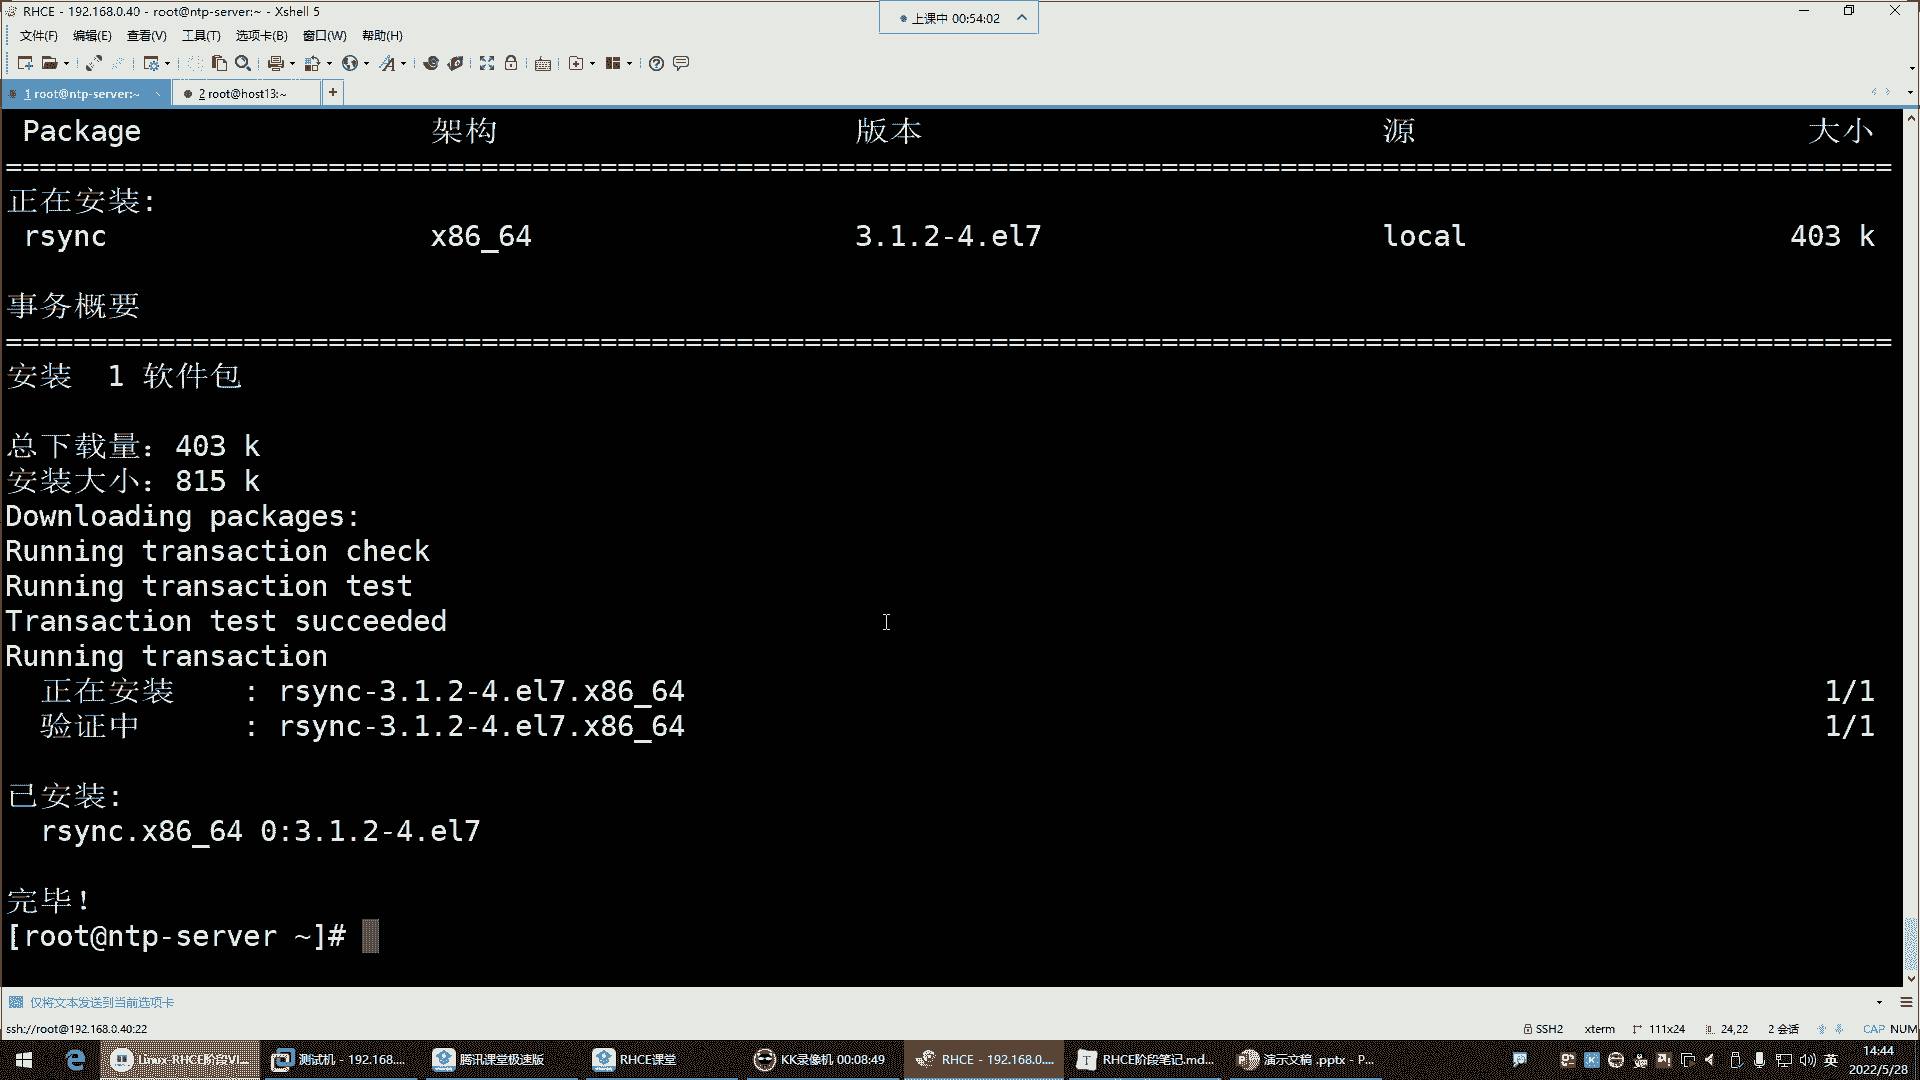 RHCE - 192.168.0.40 - root@ntp-server:~ - Xshell 5
上课中 00:54:02
文件(F) 编辑(E) 查看(V) 工具(T) 选项卡(B) 窗口(W) 帮助(H)
1 root@ntp-server:~ 2 root@host13:~ +
Package 架构 版本 源 大小
================================================================================================================
正在安装:
rsync x86_64 3.1.2-4.el7 local 403 k
事务概要
================================================================================================================
安装 1 软件包
总下载量：403 k
安装大小：815 k
Downloading packages:
Running transaction check
Running transaction test
Transaction test succeeded
Running transaction
正在安装 : rsync-3.1.2-4.el7.x86_64 1/1
验证中 : rsync-3.1.2-4.el7.x86_64 1/1
已安装:
rsync.x86_64 0:3.1.2-4.el7
完毕！
[root@ntp-server ~]#
仅将文本发送到当前选项卡
ssh://root@192.168.0.40:22 SSH2 xterm 111x24 24,22 2 会话 CAP NUM
Linux-RHCE阶段VI... 测试机 - 192.168.... 腾讯课堂极速版 RHCE课堂 KK录像机 00:08:49 RHCE - 192.168.0.... RHCE阶段笔记.md... 演示文稿 .pptx - P... 英 14:44
2022/5/28